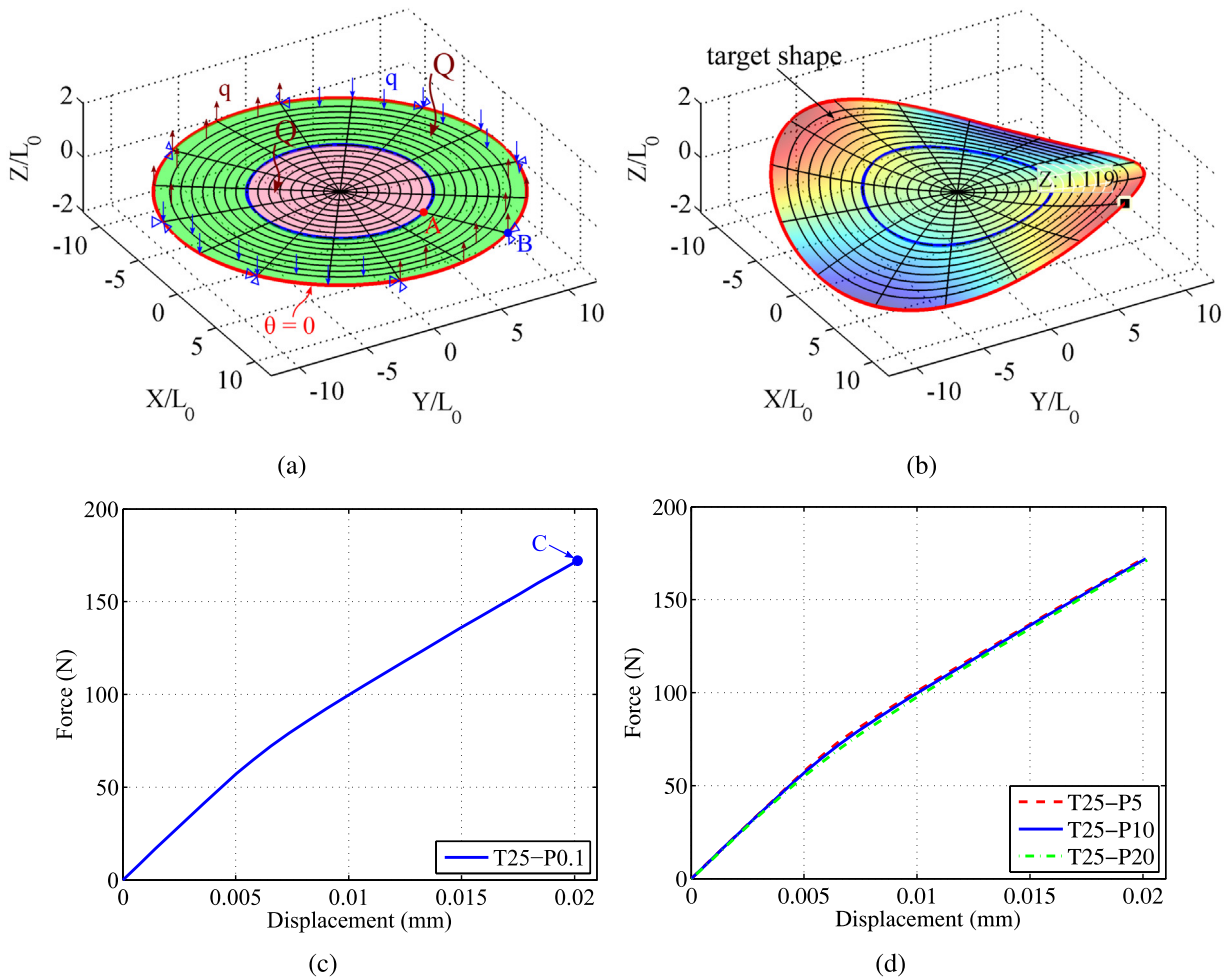 2
0
-2
Z/L0
-10
-5
0
5
10
X/L0
-10
-5
0
5
10
Y/L0
q
Q
q
Q
A
B
θ = 0
(a)
target shape
2
0
-2
Z/L0
-10
-5
0
5
10
X/L0
-10
-5
0
5
10
Y/L0
Z: 1.119
(b)
200
150
100
50
0
Force (N)
C
T25−P0.1
0
0.005
0.01
0.015
0.02
Displacement (mm)
(c)
200
150
100
50
0
Force (N)
T25−P5
T25−P10
T25−P20
0
0.005
0.01
0.015
0.02
Displacement (mm)
(d)